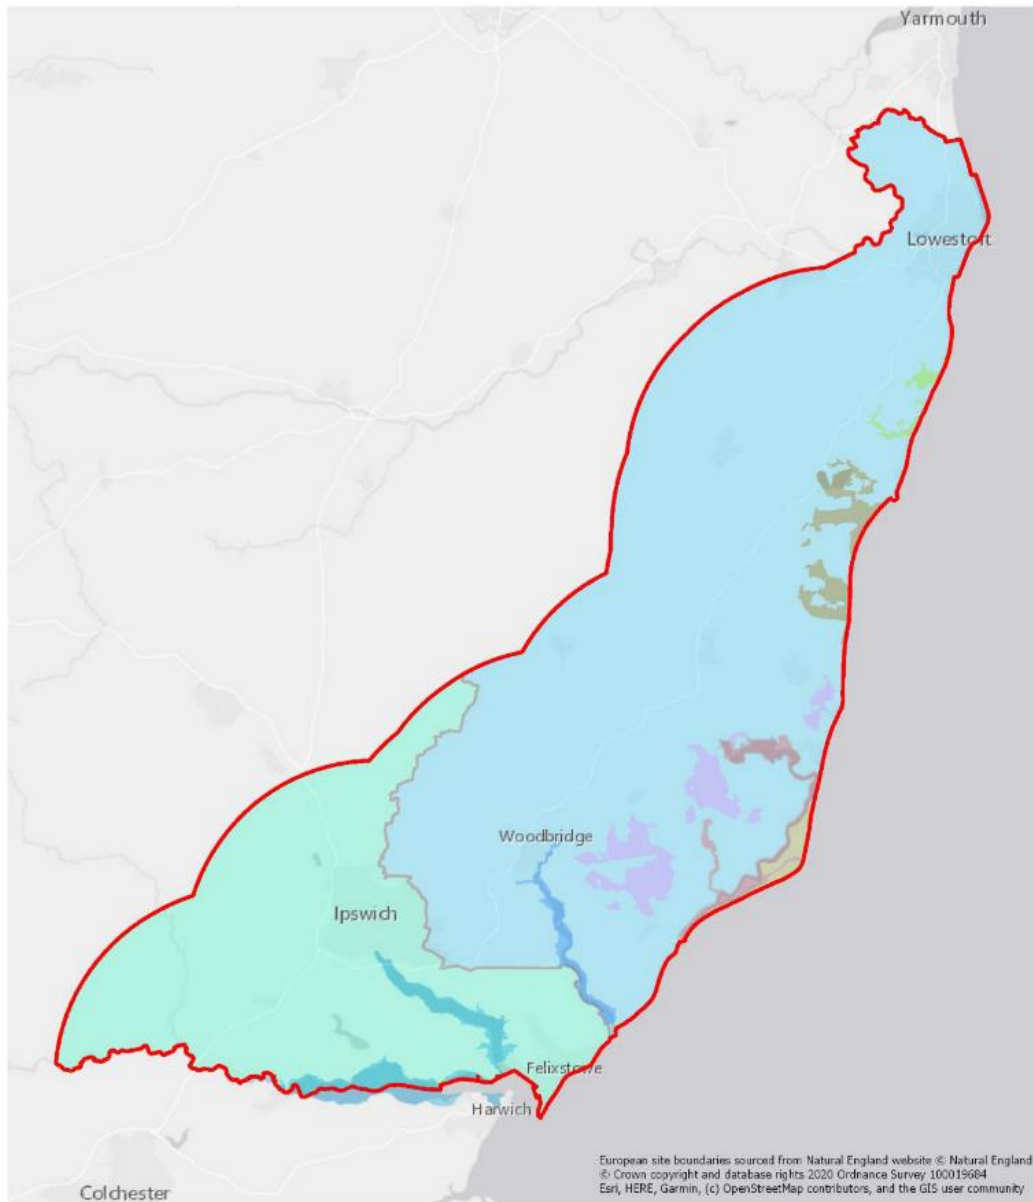 Yarmouth
Lowestoft
Woodbridge
Ipswich
Felixstowe
Harwich
Colchester
European site boundaries sourced from Natural England website © Natural England
© Crown copyright and database rights 2020 Ordnance Survey 100019684
Esri, HERE, Garmin, (c) OpenStreetMap contributors, and the GIS user community